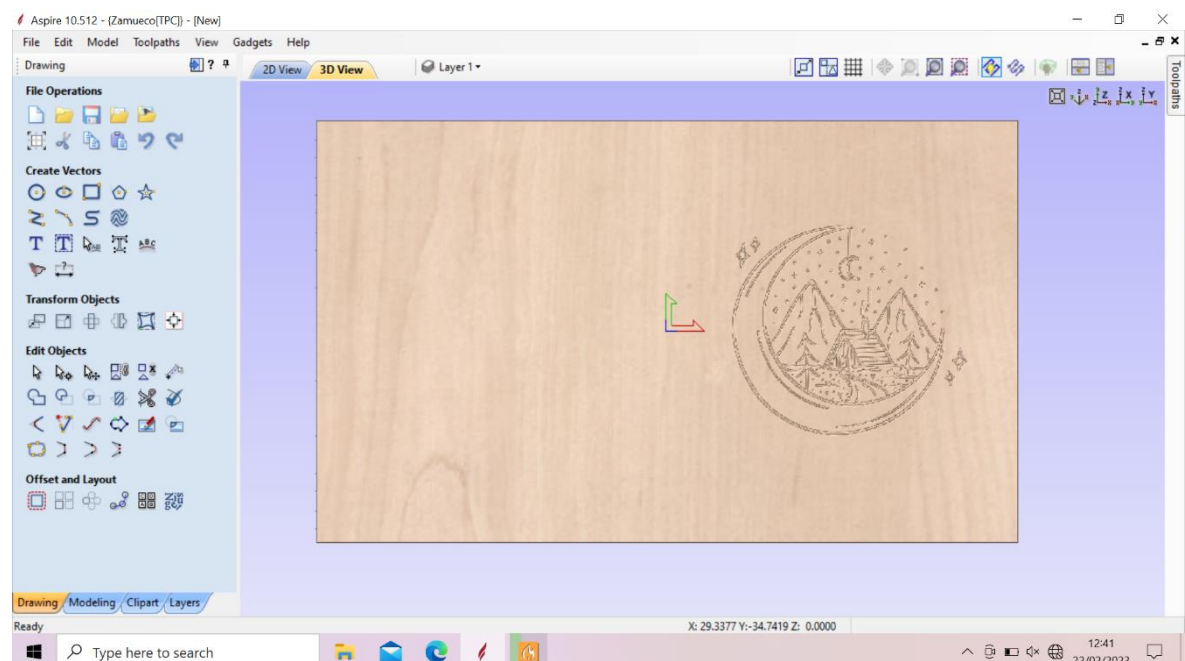 Aspire 10.512 - {Zamueco[TPC]} - [New]
File Edit Model Toolpaths View Gadgets Help
Drawing
2D View 3D View Layer 1
Toolpaths
File Operations
Create Vectors
Transform Objects
Edit Objects
Offset and Layout
Drawing Modeling Clipart Layers
Ready
X: 29.3377 Y:-34.7419 Z: 0.0000
Type here to search
12:41